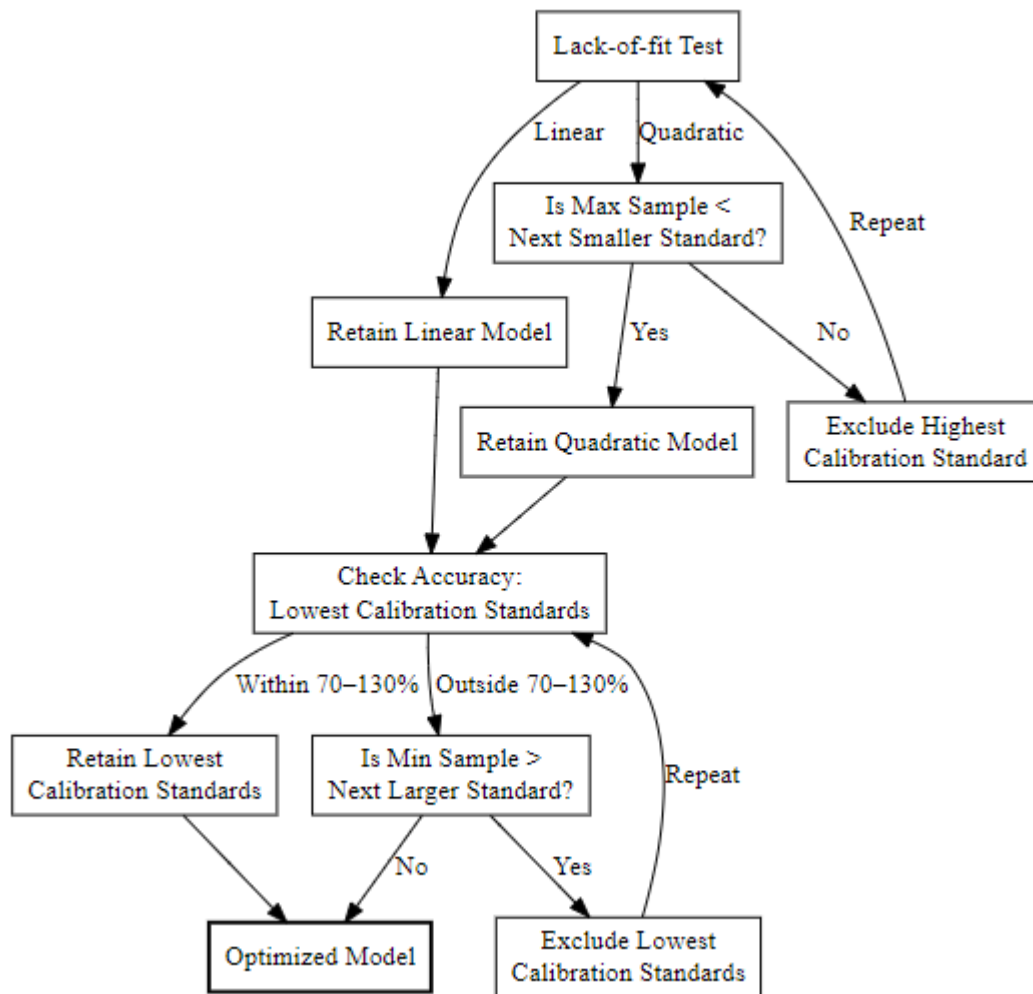 Lack-of-fit Test
Linear
Quadratic
Is Max Sample <
Next Smaller Standard?
Repeat
Retain Linear Model
Yes
No
Retain Quadratic Model
Exclude Highest
Calibration Standard
Check Accuracy:
Lowest Calibration Standards
Within 70–130%
Outside 70–130%
Retain Lowest
Calibration Standards
Is Min Sample >
Next Larger Standard?
Repeat
No
Yes
Optimized Model
Exclude Lowest
Calibration Standards